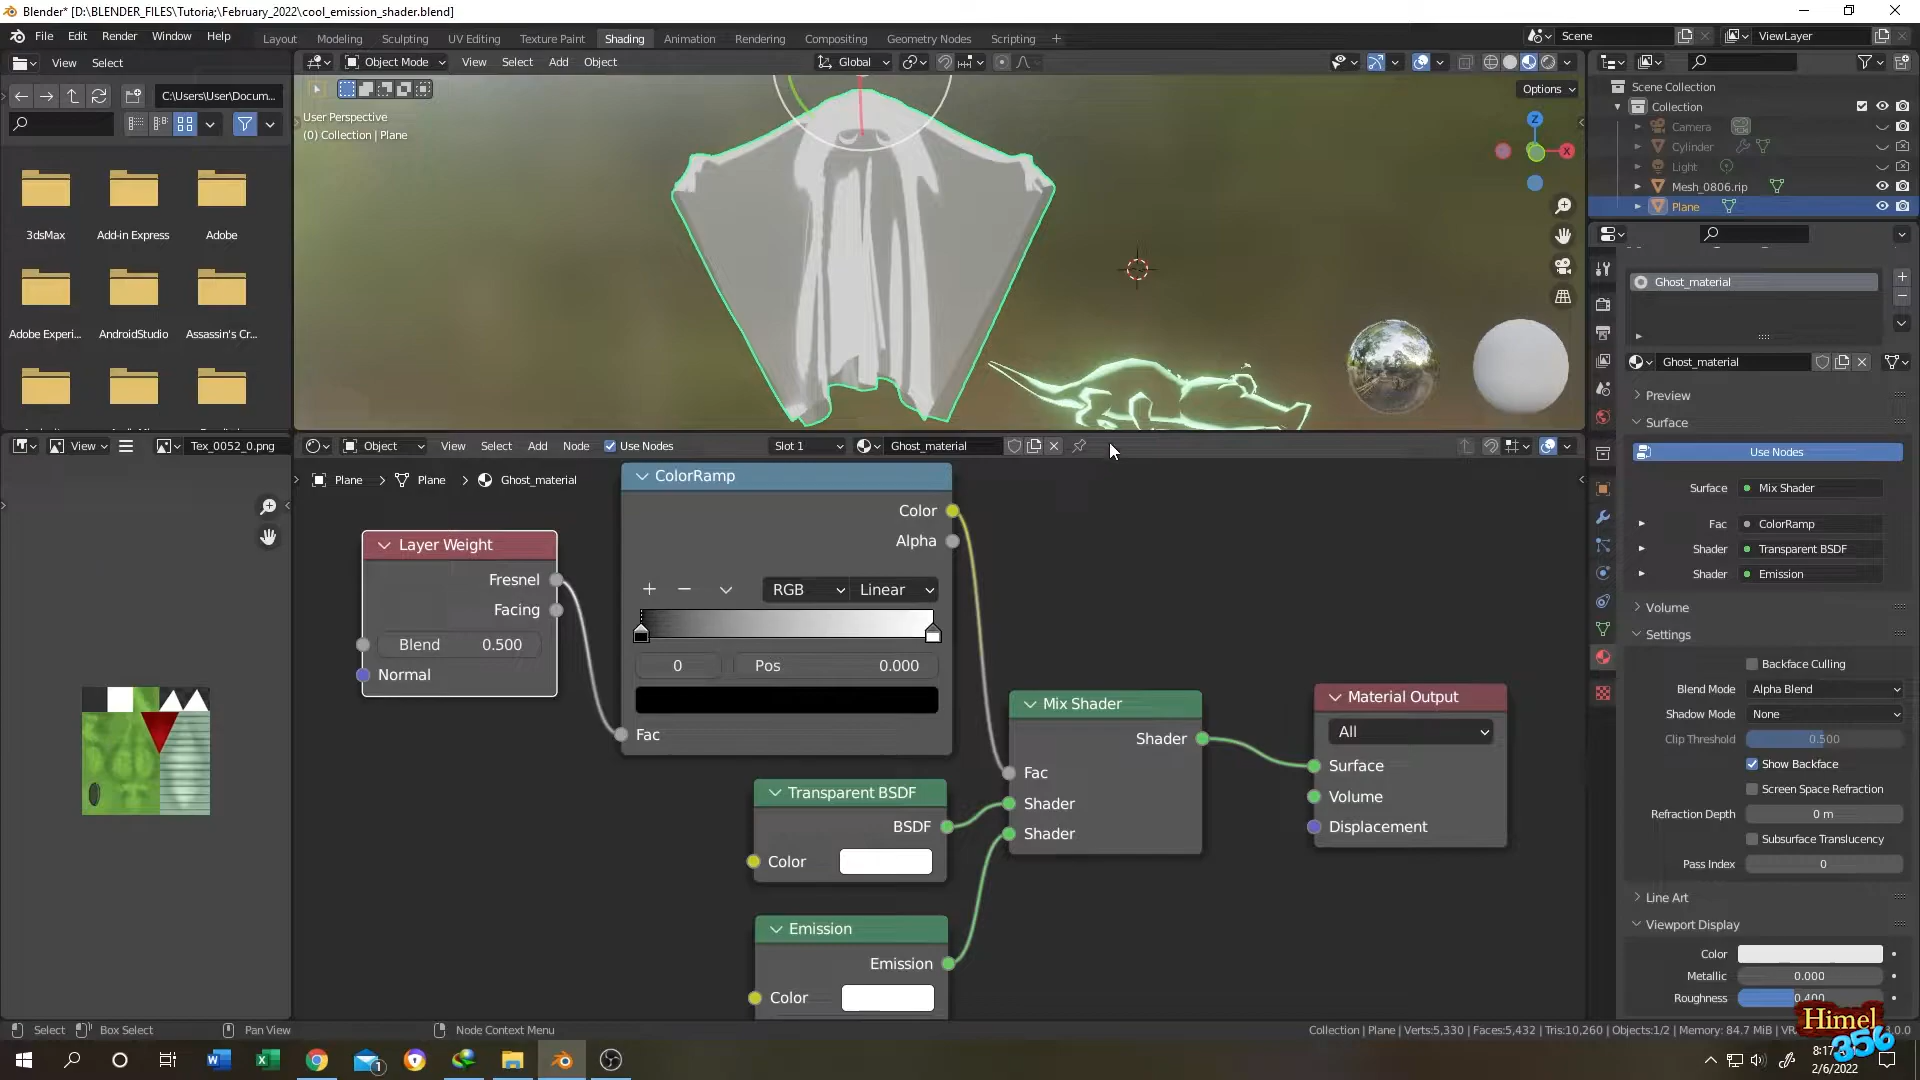 Blender* [D:\BLENDER_FILES\Tutoria;\February_2022\cool_emission_shader.blend]
File Edit Render Window Help
Layout Modeling Sculpting UV Editing Texture Paint Shading Animation Rendering Compositing Geometry Nodes Scripting
Scene
ViewLayer
View Select
Object Mode View Select Add Object
Global
C:\Users\User\Docum...
Options
User Perspective
(0) Collection | Plane
Z
X
Scene Collection
Collection
Camera
Cylinder
Light
Mesh_0806.rip
Plane
3dsMax Add-in Express Adobe
Adobe Experi... AndroidStudio Assassin's Cr...
Ghost_material
Ghost_material
Preview
Surface
Use Nodes
Surface Mix Shader
Fac ColorRamp
Shader Transparent BSDF
Shader Emission
Volume
Settings
Backface Culling
Blend Mode Alpha Blend
Shadow Mode None
Clip Threshold 0.500
Show Backface
Screen Space Refraction
Refraction Depth 0 m
Subsurface Translucency
Pass Index 0
Line Art
Viewport Display
Color
Metallic 0.000
Roughness 0.400
View Tex_0052_0.png
Object View Select Add Node Use Nodes Slot 1 Ghost_material
Plane > Plane > Ghost_material
Layer Weight
Fresnel
Facing
Blend 0.500
Normal
ColorRamp
Color
Alpha
RGB Linear
0 Pos 0.000
Fac
Transparent BSDF
BSDF
Color
Emission
Emission
Color
Mix Shader
Shader
Fac
Shader
Shader
Material Output
All
Surface
Volume
Displacement
Select Box Select Pan View Node Context Menu
Collection | Plane | Verts:5,330 | Faces:5,432 | Tris:10,260 | Objects:1/2 | Memory: 84.7 MiB
Himel
356
2/6/2022